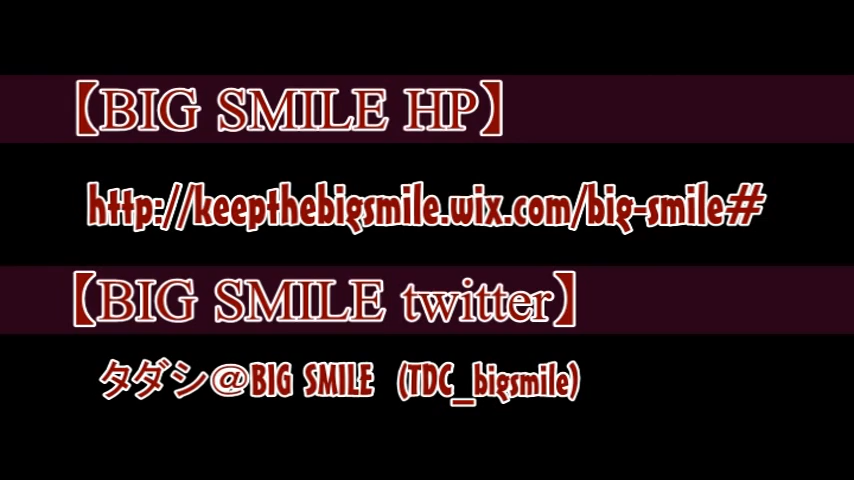 【BIG SMILE HP】
http://keepthebigsmile.wix.com/big-smile#
【BIG SMILE twitter】
タダシ@BIG SMILE (TDC_bigsmile)